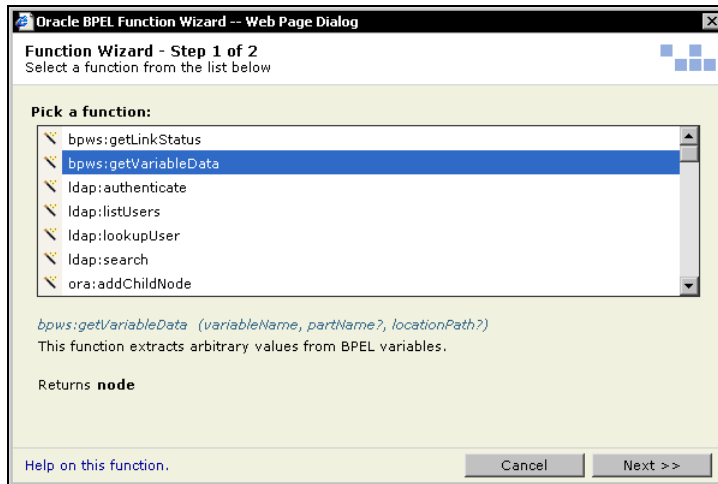 Oracle BPEL Function Wizard -- Web Page Dialog
Function Wizard - Step 1 of 2
Select a function from the list below
Pick a function:
bpws:getLinkStatus
bpws:getVariableData
ldap:authenticate
ldap:listUsers
ldap:lookupUser
ldap:search
ora:addChildNode
bpws:getVariableData (variableName, partName?, locationPath?)
This function extracts arbitrary values from BPEL variables.
Returns node
Help on this function.
Cancel
Next >>